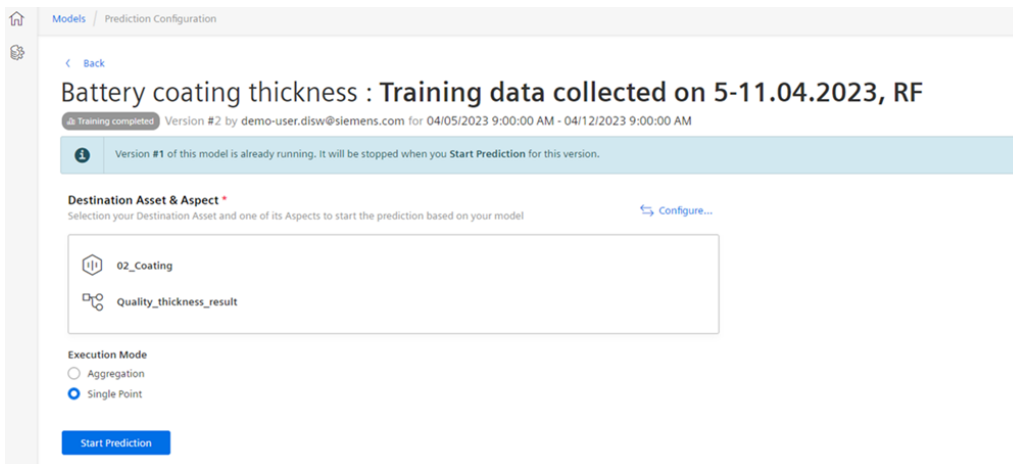 Models / Prediction Configuration
< Back
Battery coating thickness : Training data collected on 5-11.04.2023, RF
Training completed Version #2 by demo-user.disw@siemens.com for 04/05/2023 9:00:00 AM - 04/12/2023 9:00:00 AM
Version #1 of this model is already running. It will be stopped when you Start Prediction for this version.
Destination Asset & Aspect *
Selection your Destination Asset and one of its Aspects to start the prediction based on your model
Configure...
02_Coating
Quality_thickness_result
Execution Mode
Aggregation
Single Point
Start Prediction